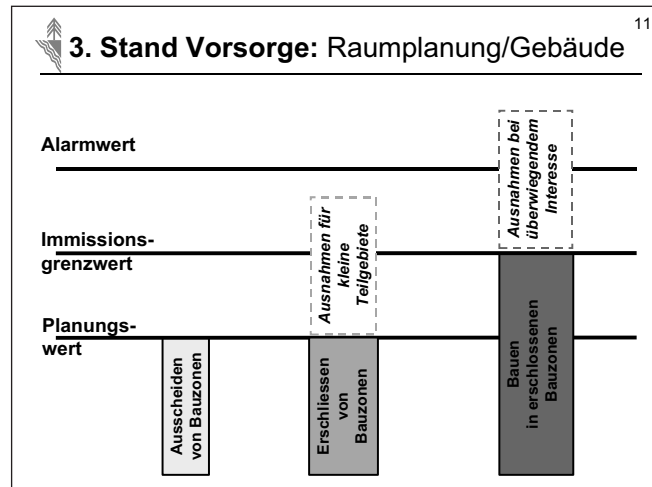 11
3. Stand Vorsorge: Raumplanung/Gebäude
Alarmwert
Ausnahmen bei
überwiegendem
Interesse
Immissions-
grenzwert
Ausnahmen für
kleine
Teilgebiete
Planungs-
wert
Ausscheiden
von Bauzonen
Erschliessen
von
Bauzonen
Bauen
in erschlossenen
Bauzonen